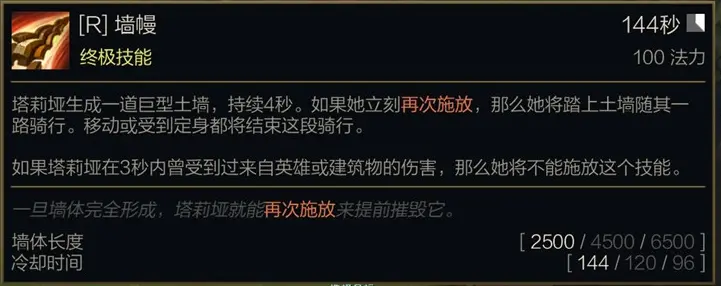 [R] 墙幔 144秒
终极技能 100 法力
塔莉垭生成一道巨型土墙，持续4秒。如果她立刻再次施放，那么她将踏上土墙随其一
路骑行。移动或受到定身都将结束这段骑行。
如果塔莉垭在3秒内曾受到过来自英雄或建筑物的伤害，那么她将不能施放这个技能。
一旦墙体完全形成，塔莉垭就能再次施放来提前摧毁它。
墙体长度 [ 2500 / 4500 / 6500 ]
冷却时间 [ 144 / 120 / 96 ]